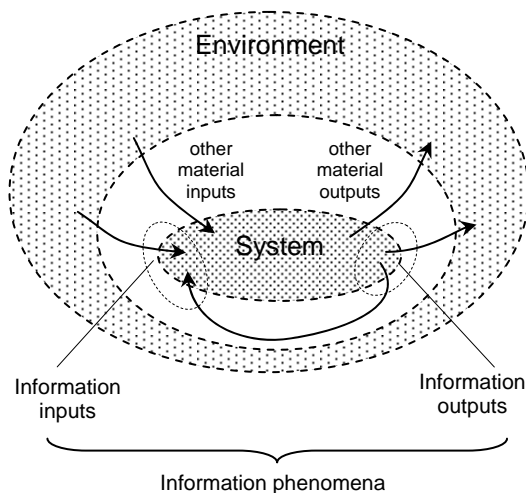 Environment
other
material
inputs
other
material
outputs
System
Information
inputs
Information
outputs
Information phenomena